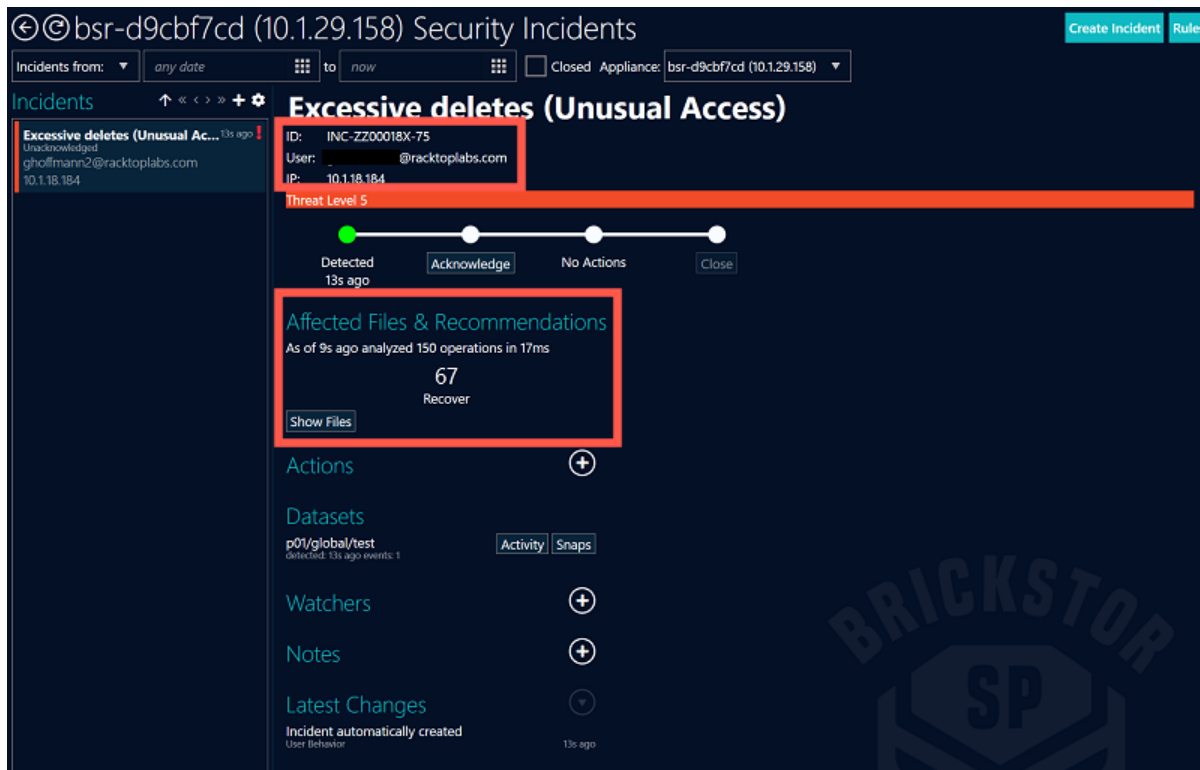 bsr-d9cbf7cd (10.1.29.158) Security Incidents
Create Incident Rule
Incidents from: any date to now Closed Appliance: bsr-d9cbf7cd (10.1.29.158)
Incidents
Excessive deletes (Unusual Ac... 13s ago !
Unacknowledged
ghoffmann2@racktoplabs.com
10.1.18.184
Excessive deletes (Unusual Access)
ID: INC-ZZ00018X-75
User: @racktoplabs.com
IP: 10.1.18.184
Threat Level 5
Detected
13s ago
Acknowledge
No Actions
Close
Affected Files & Recommendations
As of 9s ago analyzed 150 operations in 17ms
67
Recover
Show Files
Actions
Datasets
p01/global/test
detected: 13s ago events: 1
Activity Snaps
Watchers
Notes
Latest Changes
Incident automatically created
User Behavior 13s ago
BRICKSTOR
SP